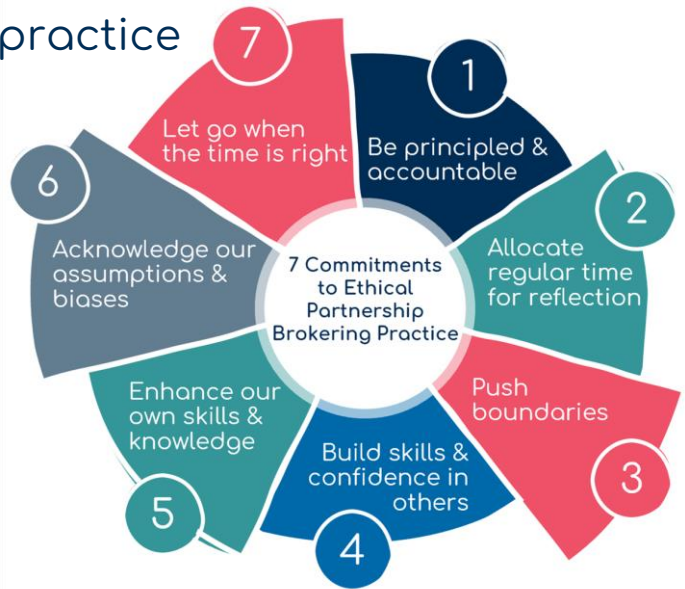 practice
7 Commitments
to Ethical
Partnership
Brokering Practice
1
Be principled &
accountable
2
Allocate
regular time
for reflection
3
Push
boundaries
4
Build skills &
confidence in
others
5
Enhance our
own skills &
knowledge
6
Acknowledge our
assumptions &
biases
7
Let go when
the time is right